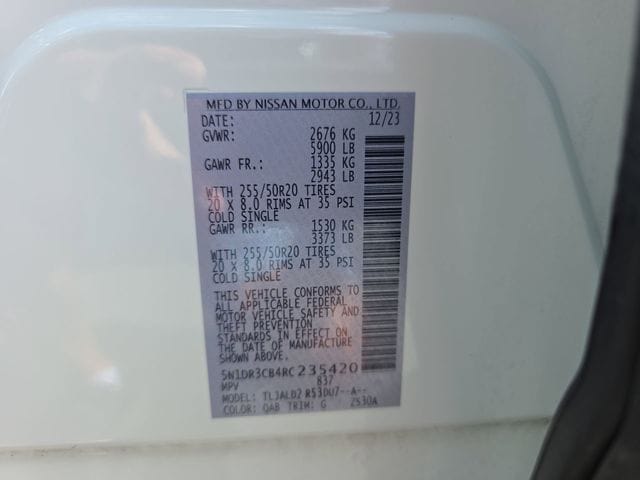 MFD BY NISSAN MOTOR CO., LTD.
DATE: 12/23
GVWR: 2676 KG
5900 LB
GAWR FR.: 1335 KG
2943 LB
WITH 255/50R20 TIRES
20 X 8.0 RIMS AT 35 PSI
COLD SINGLE
GAWR RR.: 1530 KG
3373 LB
WITH 255/50R20 TIRES
20 X 8.0 RIMS AT 35 PSI
COLD SINGLE
THIS VEHICLE CONFORMS TO
ALL APPLICABLE FEDERAL
MOTOR VEHICLE SAFETY AND
THEFT PREVENTION
STANDARDS IN EFFECT ON
THE DATE OF MANUFACTURE
SHOWN ABOVE.
5N1DR3CB4RC235420
MPV 837
MODEL: TLJALD2 R53DU7--A--
COLOR: QAB TRIM: G 2S30A